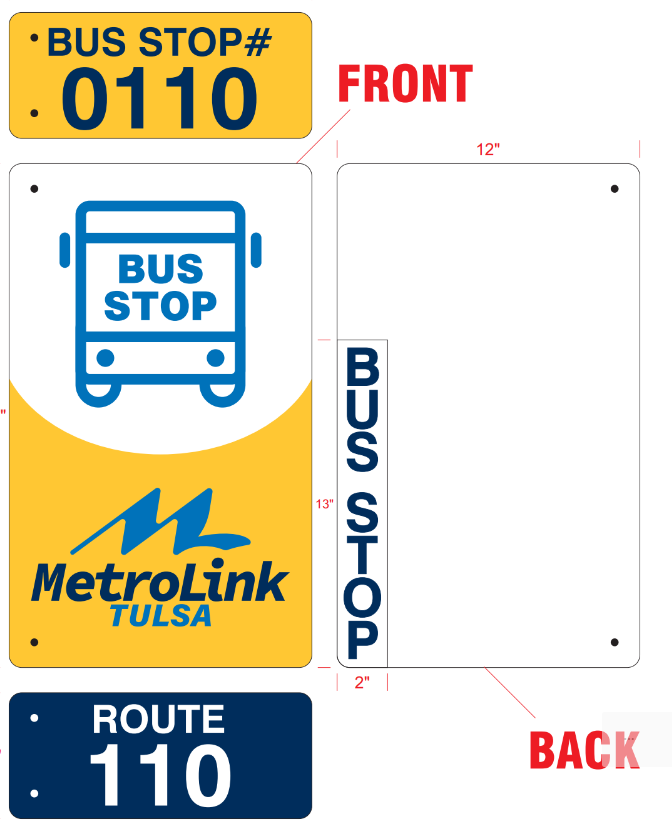 BUS STOP#
0110
FRONT
12"
BUS
STOP
"
13"
BUS STOP
MetroLink
TULSA
2"
ROUTE
110
BACK